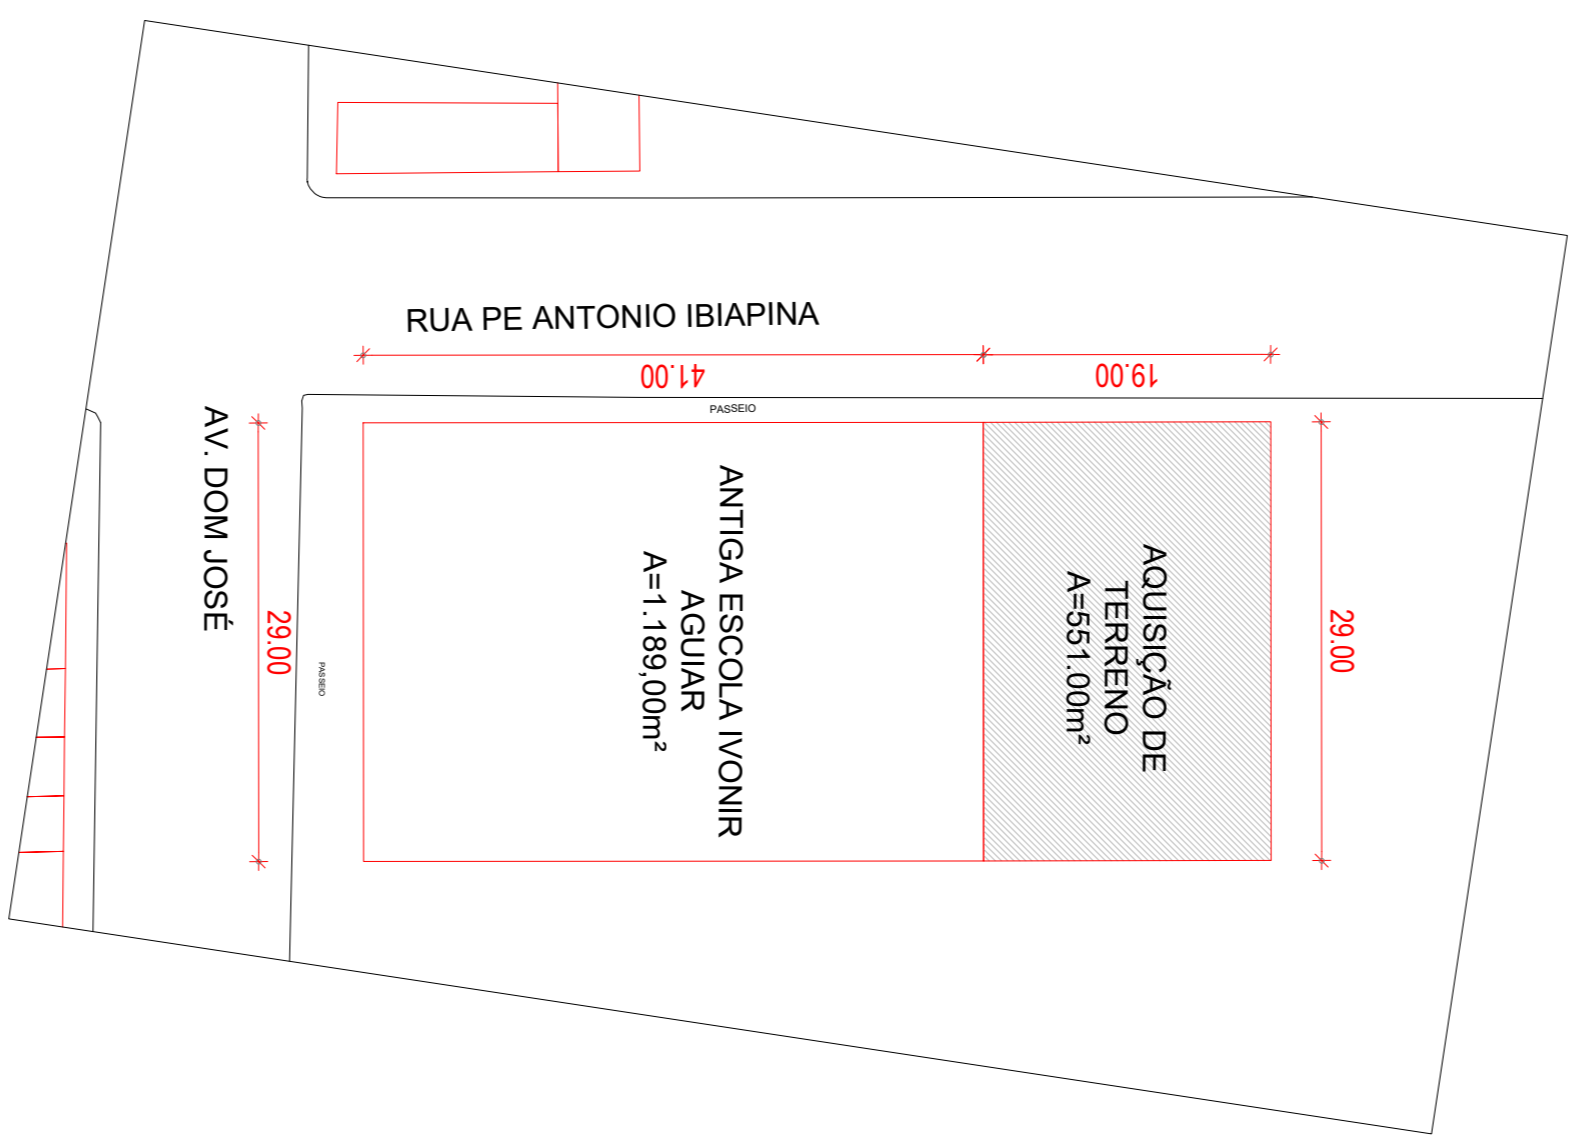 RUA PE ANTONIO IBIAPINA
41.00
19.00
PASSEIO
AV. DOM JOSÉ
29.00
PASSEIO
ANTIGA ESCOLA IVONIR
AGUIAR
A=1.189,00m²
AQUISIÇÃO DE
TERRENO
A=551.00m²
29.00